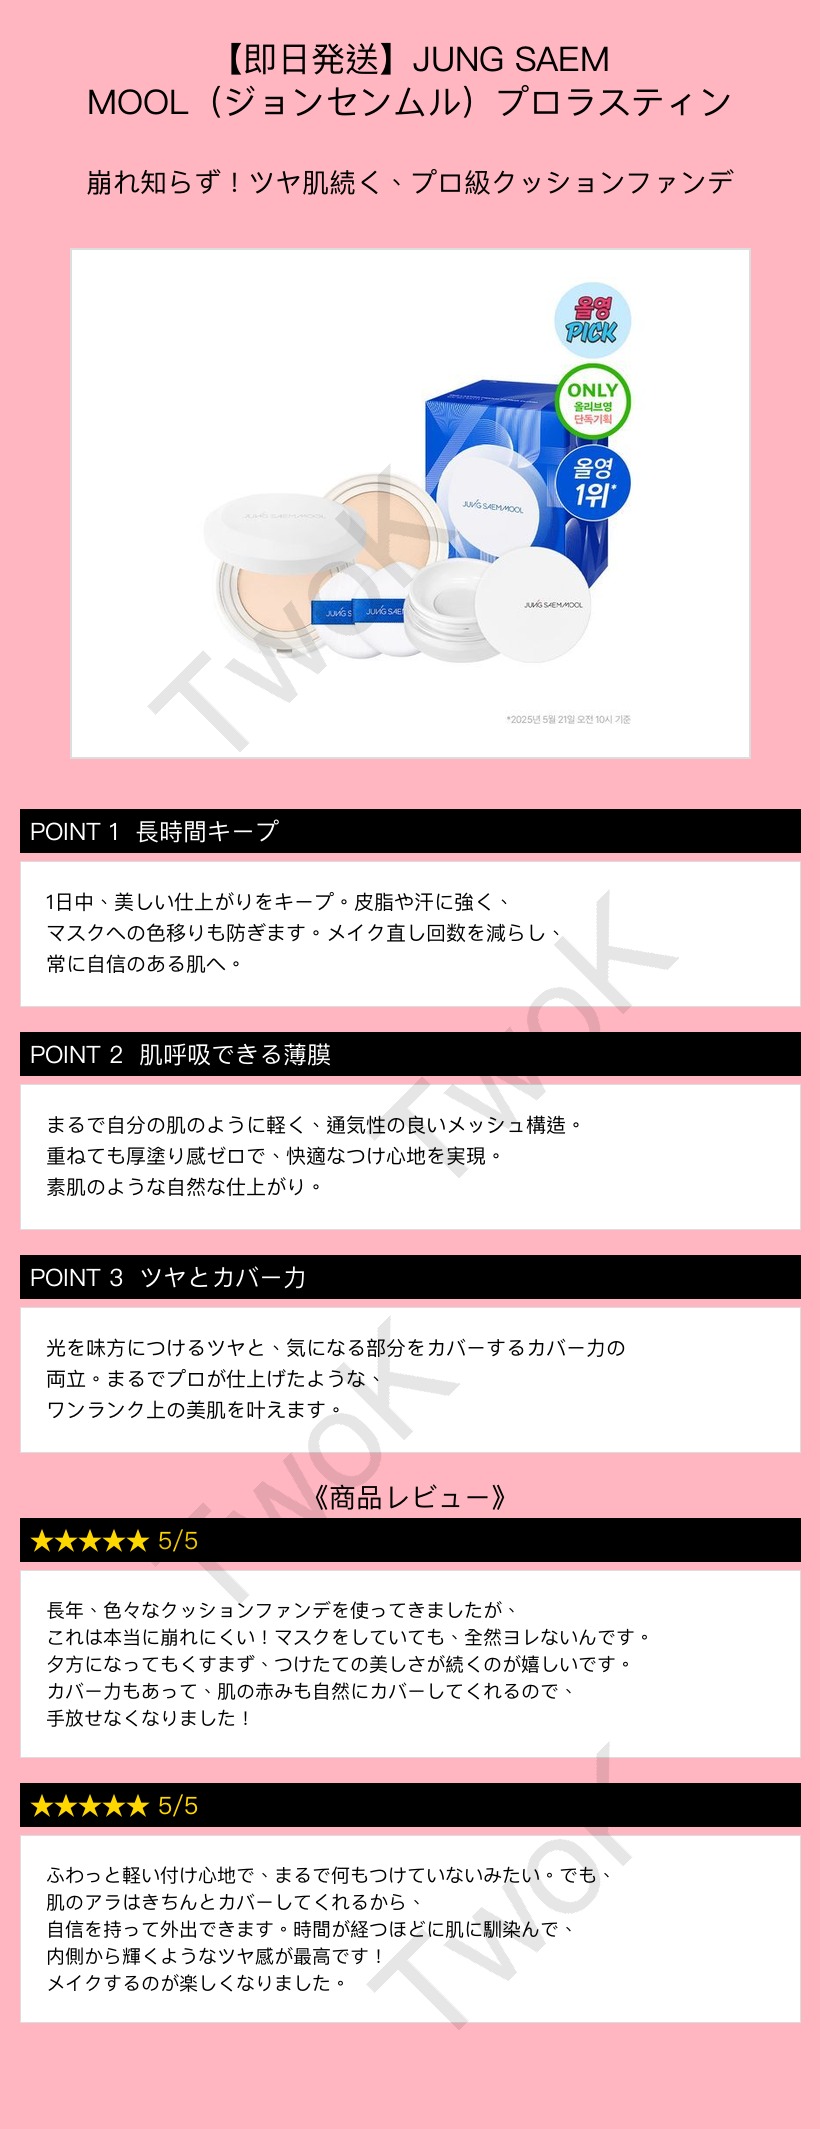 【即日発送】JUNG SAEM
MOOL（ジョンセンムル）プロラスティン
崩れ知らず！ツヤ肌続く、プロ級クッションファンデ
올영
PICK
ONLY
올리브영
단독기획
올영
1위*
JUNG SAEM MOOL
JUNG SAEM MOOL
JUNG S
JUNG SAEM
JUNG SAEM MOOL
*2025년 5월 21일 오전 10시 기준
TwoK
POINT 1 長時間キープ
1日中、美しい仕上がりをキープ。皮脂や汗に強く、
マスクへの色移りも防ぎます。メイク直し回数を減らし、
常に自信のある肌へ。
TwoK
POINT 2 肌呼吸できる薄膜
まるで自分の肌のように軽く、通気性の良いメッシュ構造。
重ねても厚塗り感ゼロで、快適なつけ心地を実現。
素肌のような自然な仕上がり。
POINT 3 ツヤとカバー力
光を味方につけるツヤと、気になる部分をカバーするカバー力の
両立。まるでプロが仕上げたような、
ワンランク上の美肌を叶えます。
TwoK
《商品レビュー》
★★★★★ 5/5
長年、色々なクッションファンデを使ってきましたが、
これは本当に崩れにくい！マスクをしていても、全然ヨレないんです。
夕方になってもくすまず、つけたての美しさが続くのが嬉しいです。
カバー力もあって、肌の赤みも自然にカバーしてくれるので、
手放せなくなりました！
★★★★★ 5/5
ふわっと軽い付け心地で、まるで何もつけていないみたい。でも、
肌のアラはきちんとカバーしてくれるから、
自信を持って外出できます。時間が経つほどに肌に馴染んで、
内側から輝くようなツヤ感が最高です！
メイクするのが楽しくなりました。
TwoK